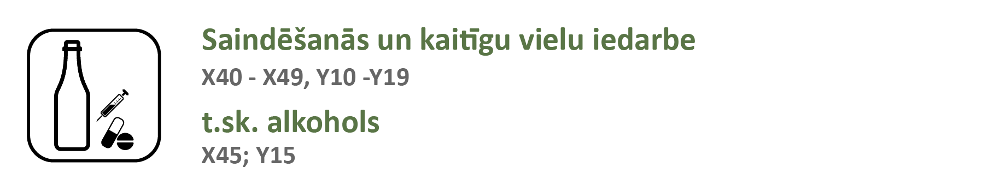 Saindēšanās un kaitīgu vielu iedarbe
X40 - X49, Y10 -Y19
t.sk. alkohols
X45; Y15